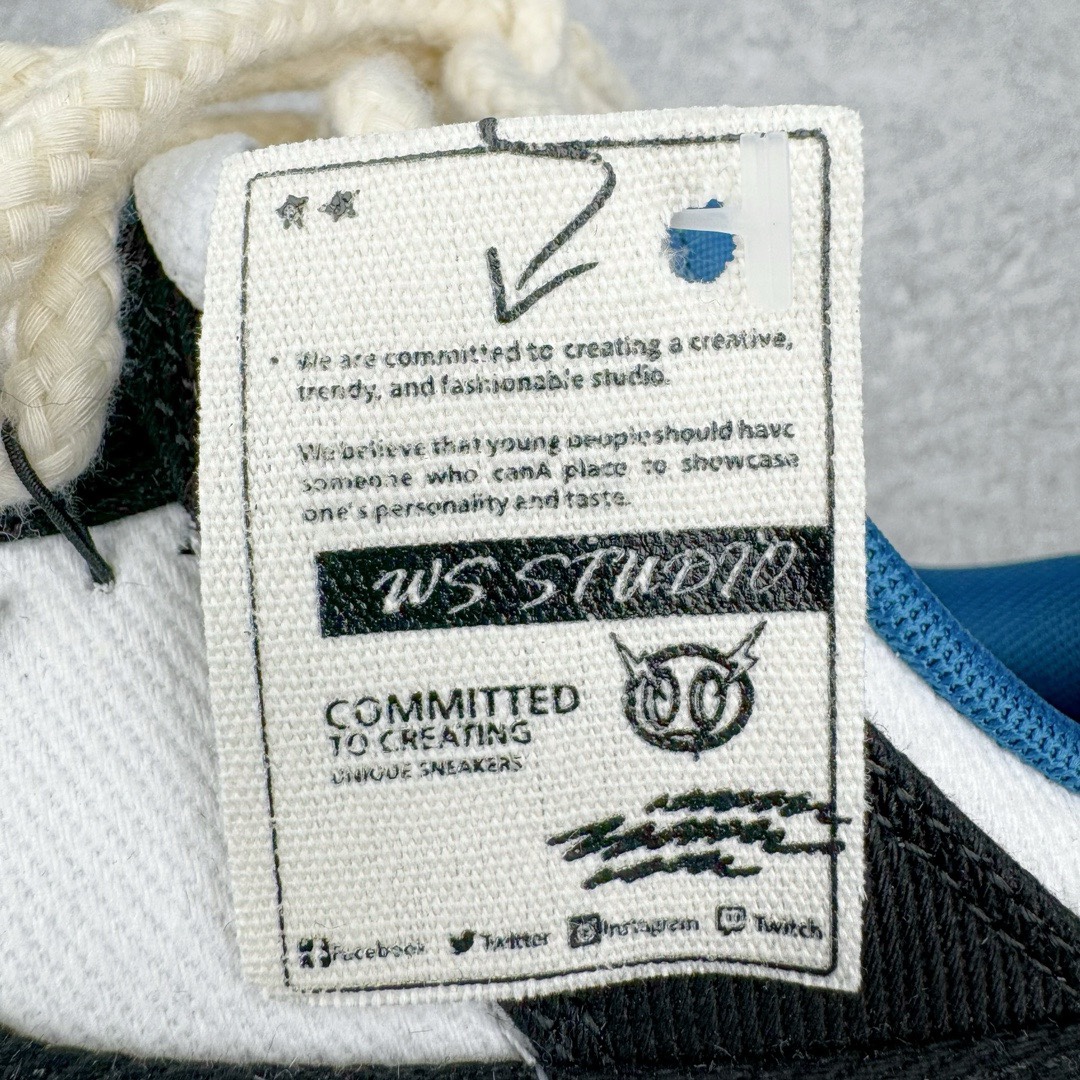 We are committed to creating a creative,
trendy, and fashionable studio.
We believe that young people should have
someone who canA place to showcase
one's personality and taste.
WS STUDIO
COMMITTED
TO CREATING
UNIQUE SNEAKERS
Facebook Twitter Instagram Twitch